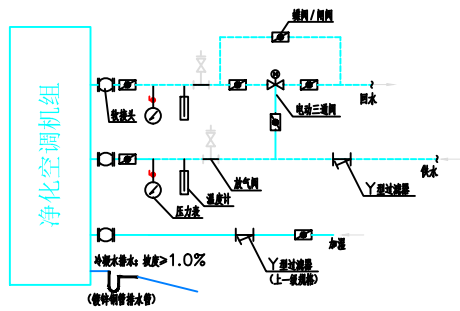 蝶阀/闸阀
净化空调机组
软接头
电动三通阀
回水
放气阀
Y型过滤器
供水
温度计
压力表
加湿
冷凝水排水:坡度≥1.0%
Y型过滤器
(上一级规格)
(镀锌钢管排水管)